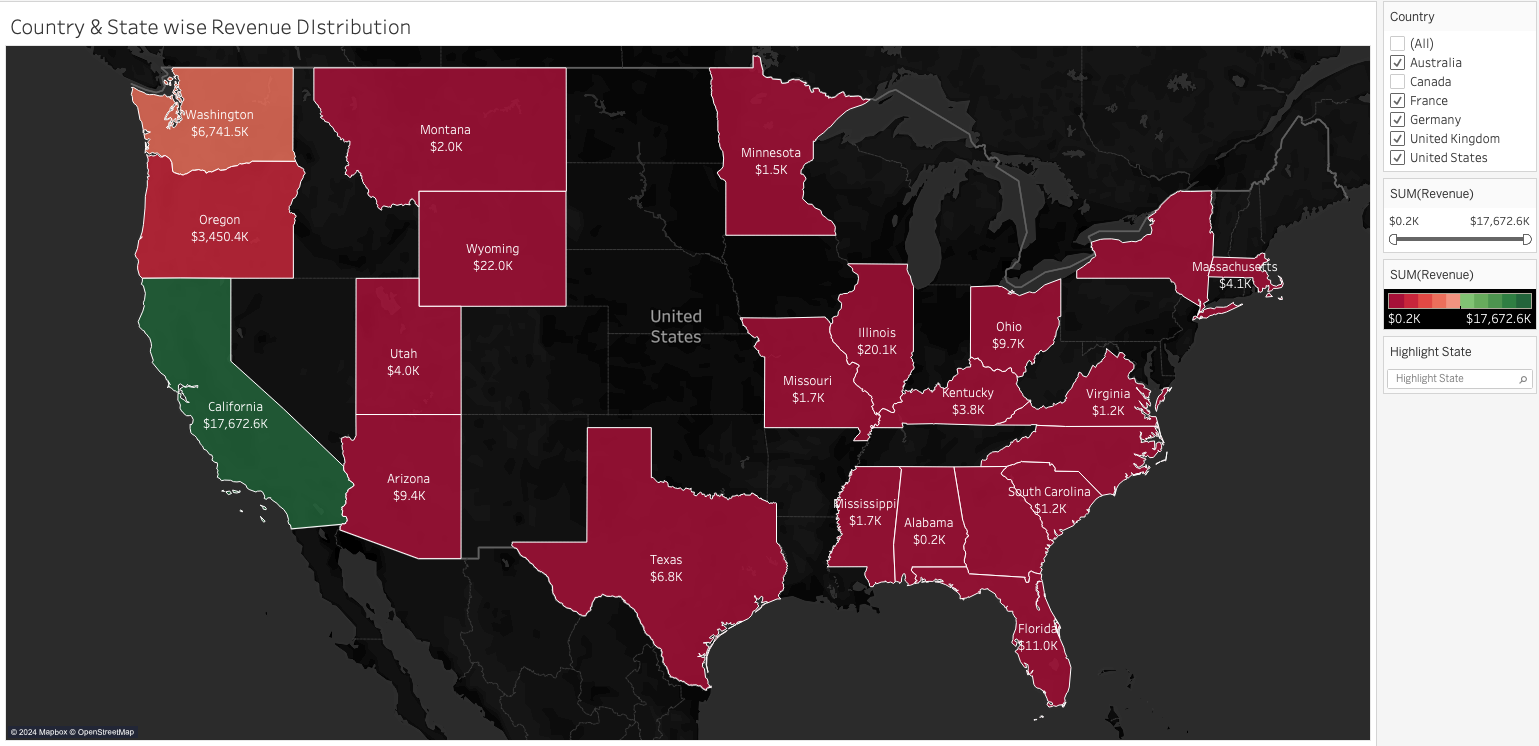 Country & State wise Revenue DIstribution
Washington
$6,741.5K
Montana
$2.0K
Minnesota
$1.5K
Oregon
$3,450.4K
Wyoming
$22.0K
Massachusetts
$4.1K
United
States
Illinois
$20.1K
Ohio
$9.7K
Utah
$4.0K
Missouri
$1.7K
Kentucky
$3.8K
Virginia
$1.2K
California
$17,672.6K
Arizona
$9.4K
South Carolina
$1.2K
Mississippi
$1.7K
Alabama
$0.2K
Texas
$6.8K
Florida
$11.0K
© 2024 Mapbox © OpenStreetMap
Country
(All)
Australia
Canada
France
Germany
United Kingdom
United States
SUM(Revenue)
$0.2K $17,672.6K
SUM(Revenue)
$0.2K $17,672.6K
Highlight State
Highlight State